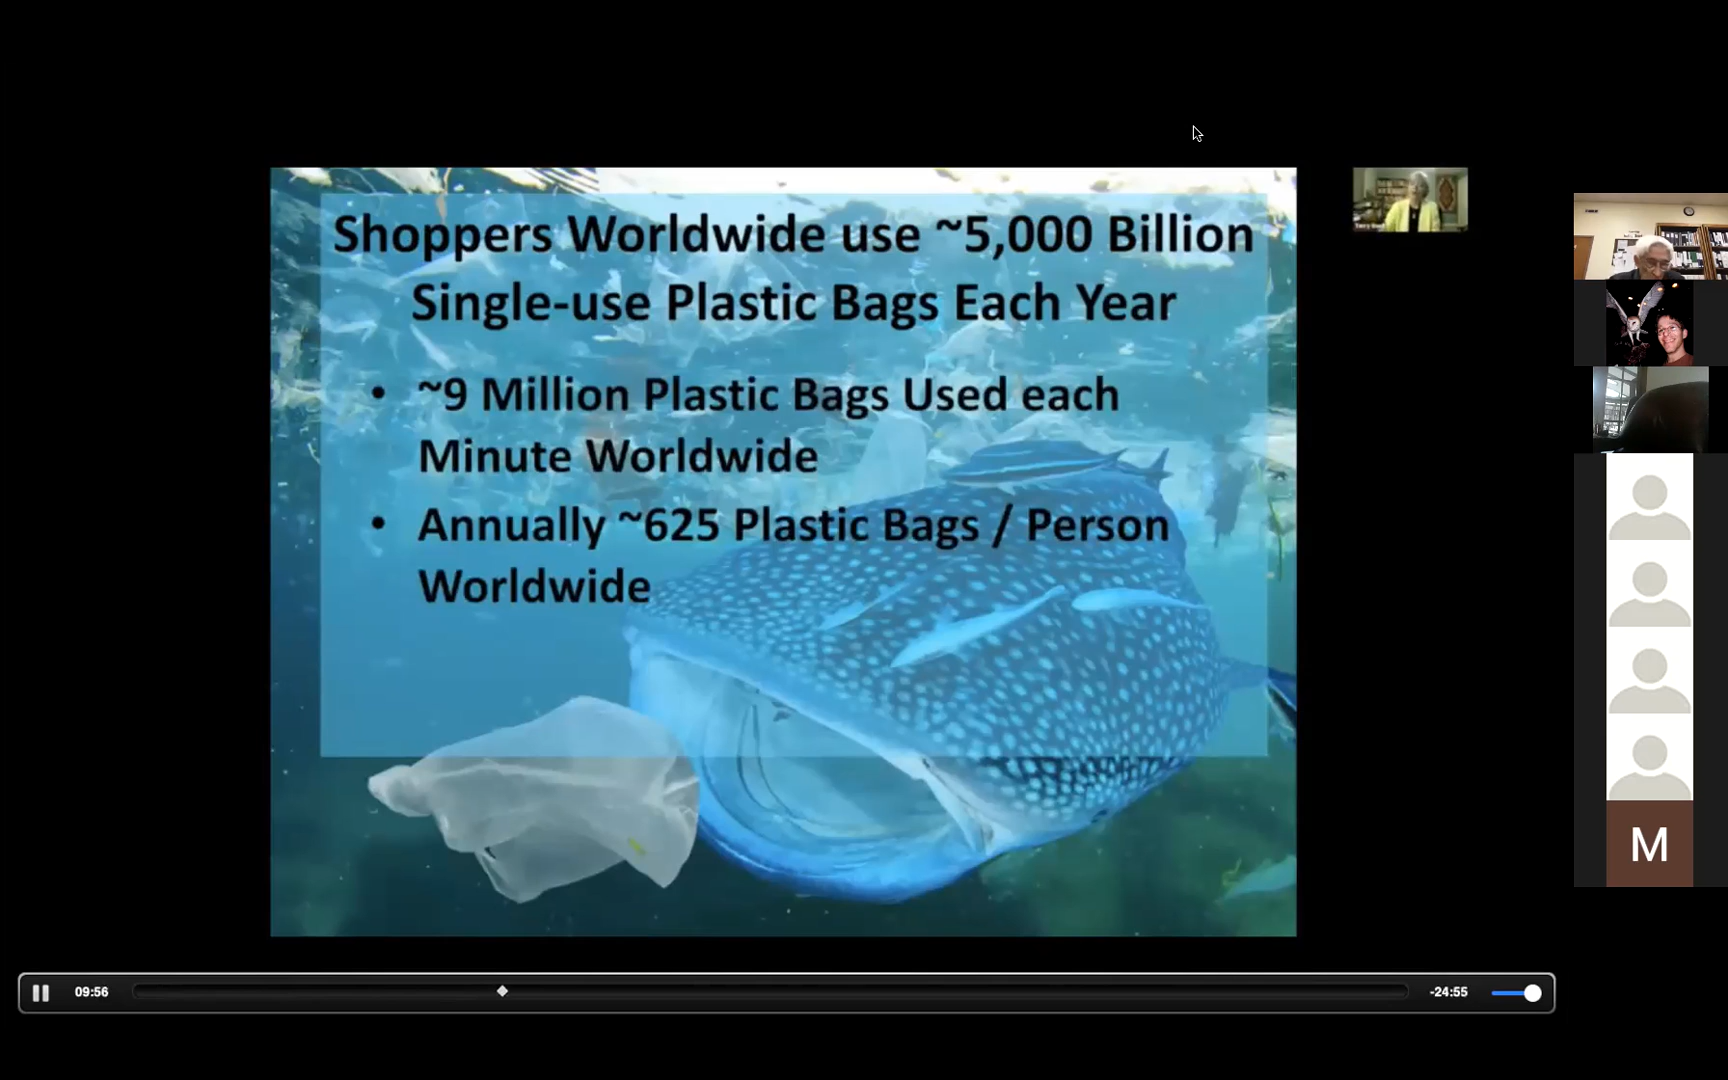 Shoppers Worldwide use ~5,000 Billion
Single-use Plastic Bags Each Year
• ~9 Million Plastic Bags Used each
Minute Worldwide
• Annually ~625 Plastic Bags / Person
Worldwide
M
09:56
-24:55